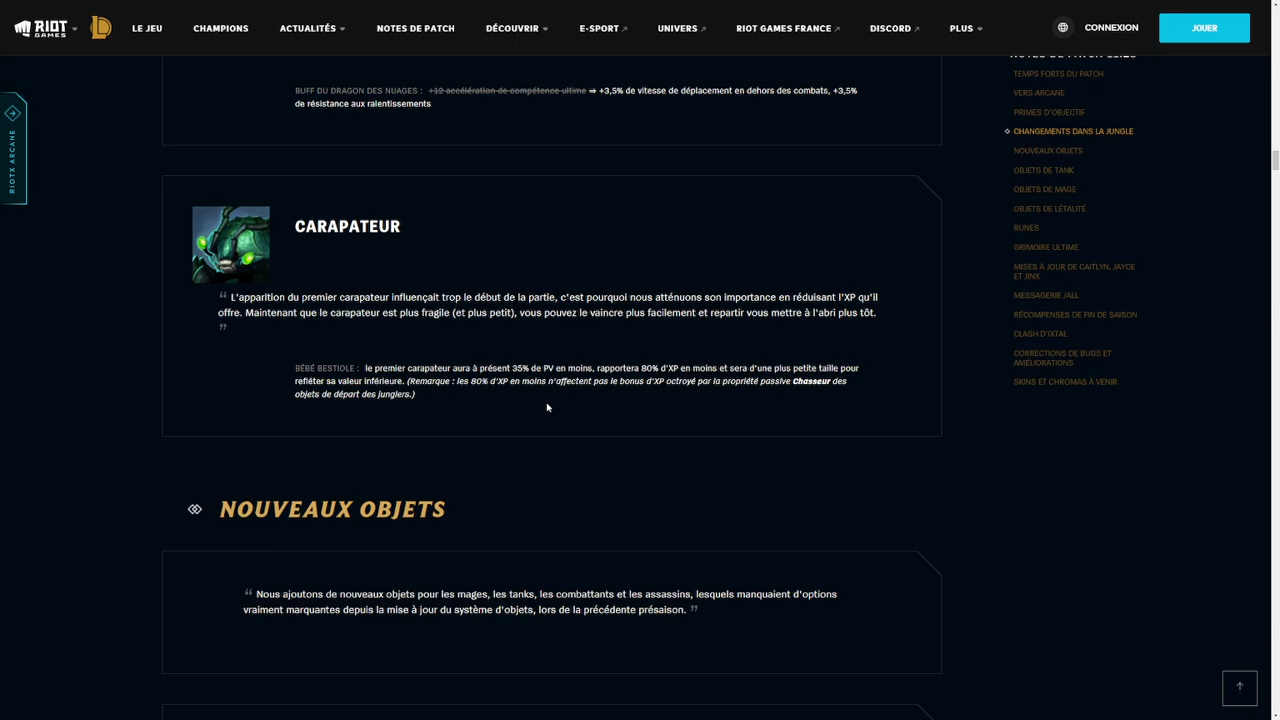 RIOT GAMES
LE JEU
CHAMPIONS
ACTUALITÉS
NOTES DE PATCH
DÉCOUVRIR
E-SPORT
UNIVERS
RIOT GAMES FRANCE
DISCORD
PLUS
CONNEXION
JOUER
RIOTX ARCANE
BUFF DU DRAGON DES NUAGES : +12 accélération de compétence ultime ⇒ +3,5% de vitesse de déplacement en dehors des combats, +3,5%
de résistance aux ralentissements
CARAPATEUR
" L'apparition du premier carapateur influençait trop le début de la partie, c'est pourquoi nous atténuons son importance en réduisant l'XP qu'il
offre. Maintenant que le carapateur est plus fragile (et plus petit), vous pouvez le vaincre plus facilement et repartir vous mettre à l'abri plus tôt.
"
BÉBÉ BESTIOLE : le premier carapateur aura à présent 35% de PV en moins, rapportera 80% d'XP en moins et sera d'une plus petite taille pour
refléter sa valeur inférieure. (Remarque : les 80% d'XP en moins n'affectent pas le bonus d'XP octroyé par la propriété passive Chasseur des
objets de départ des junglers.)
NOUVEAUX OBJETS
" Nous ajoutons de nouveaux objets pour les mages, les tanks, les combattants et les assassins, lesquels manquaient d'options
vraiment marquantes depuis la mise à jour du système d'objets, lors de la précédente présaison. "
NOTES DE PATCH 11.23
TEMPS FORTS DU PATCH
VERS ARCANE
PRIMES D'OBJECTIF
CHANGEMENTS DANS LA JUNGLE
NOUVEAUX OBJETS
OBJETS DE TANK
OBJETS DE MAGE
OBJETS DE LÉTALITÉ
RUNES
GRIMOIRE ULTIME
MISES À JOUR DE CAITLYN, JAYCE
ET JINX
MESSAGERIE /ALL
RÉCOMPENSES DE FIN DE SAISON
CLASH D'IXTAL
CORRECTIONS DE BUGS ET
AMÉLIORATIONS
SKINS ET CHROMAS À VENIR